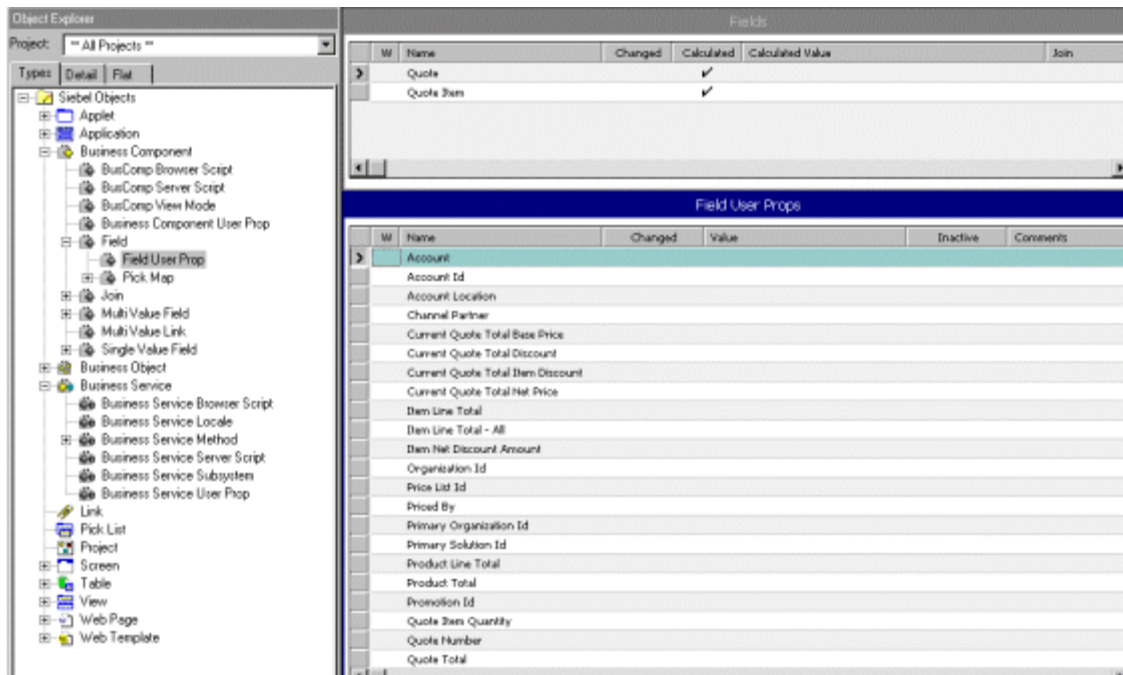 Object Explorer
Project: ** All Projects **
Types Detail Flat
Siebel Objects
Applet
Application
Business Component
BusComp Browser Script
BusComp Server Script
BusComp View Mode
Business Component User Prop
Field
Field User Prop
Pick Map
Join
Multi Value Field
Multi Value Link
Single Value Field
Business Object
Business Service
Business Service Browser Script
Business Service Locale
Business Service Method
Business Service Server Script
Business Service Subsystem
Business Service User Prop
Link
Pick List
Project
Screen
Table
View
Web Page
Web Template
Fields
W Name Changed Calculated Calculated Value Join
Quote
Quote Item
Field User Props
W Name Changed Value Inactive Comments
Account
Account Id
Account Location
Channel Partner
Current Quote Total Base Price
Current Quote Total Discount
Current Quote Total Item Discount
Current Quote Total Net Price
Item Line Total
Item Line Total - All
Item Net Discount Amount
Organization Id
Price List Id
Priced By
Primary Organization Id
Primary Solution Id
Product Line Total
Product Total
Promotion Id
Quote Item Quantity
Quote Number
Quote Total